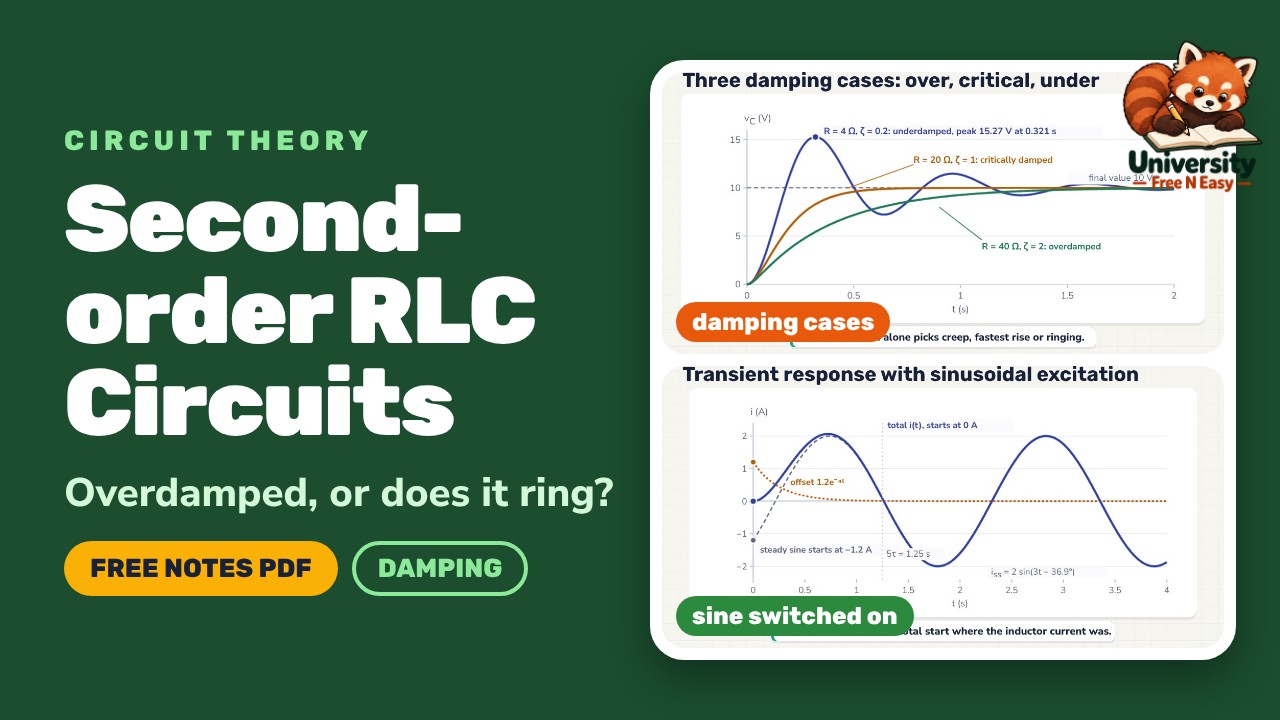 CIRCUIT THEORY
Second-
order RLC
Circuits
Overdamped, or does it ring?
FREE NOTES PDF
DAMPING
Three damping cases: over, critical, under
vC (V)
R = 4 Ω, ζ = 0.2: underdamped, peak 15.27 V at 0.321 s
15
R = 20 Ω, ζ = 1: critically damped
final value 10 V
10
5
R = 40 Ω, ζ = 2: overdamped
0
0 0.5 1 1.5 2
t (s)
damping cases
alone picks creep, fastest rise or ringing.
University
Free N Easy
Transient response with sinusoidal excitation
i (A)
total i(t), starts at 0 A
2
1
offset 1.2e⁻⁴ᵗ
0
−1
steady sine starts at −1.2 A
5τ = 1.25 s
−2
iss = 2 sin(3t − 36.9°)
0 0.5 1 1.5 2 2.5 3 3.5 4
t (s)
sine switched on
total start where the inductor current was.